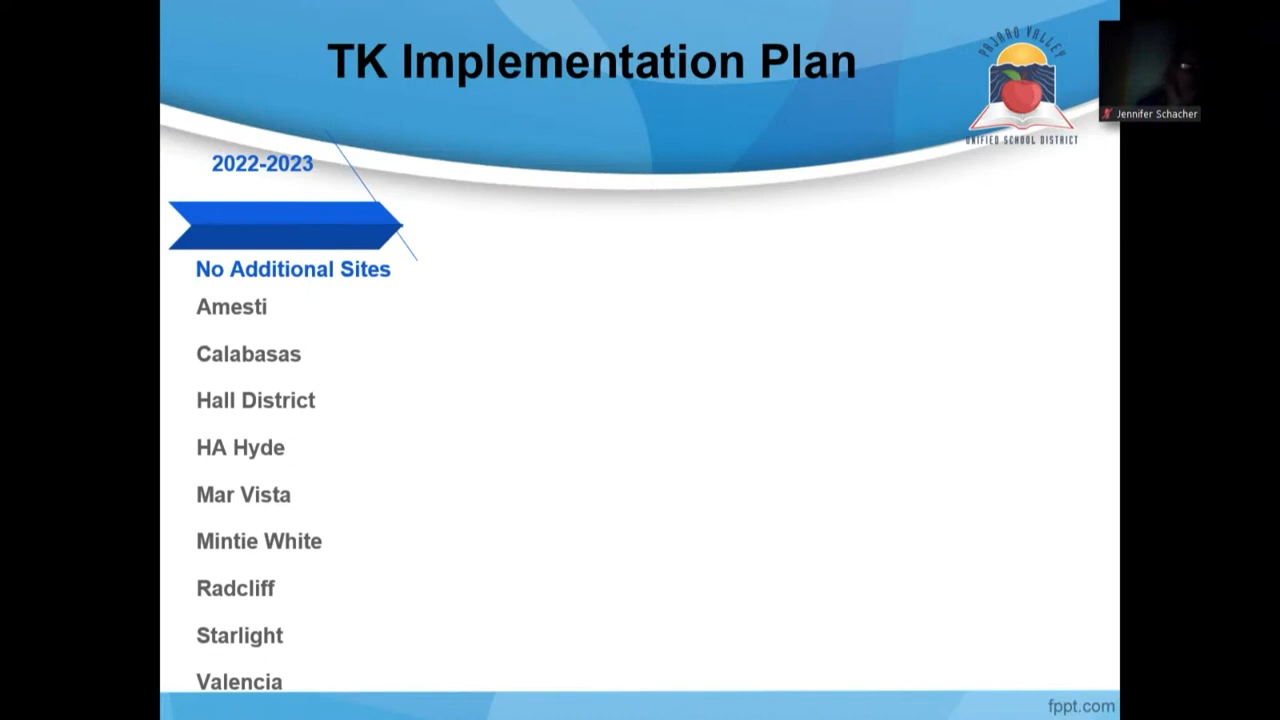 TK Implementation Plan
PAJARO VALLEY
UNIFIED SCHOOL DISTRICT
Jennifer Schacher
2022-2023
No Additional Sites
Amesti
Calabasas
Hall District
HA Hyde
Mar Vista
Mintie White
Radcliff
Starlight
Valencia
fppt.com